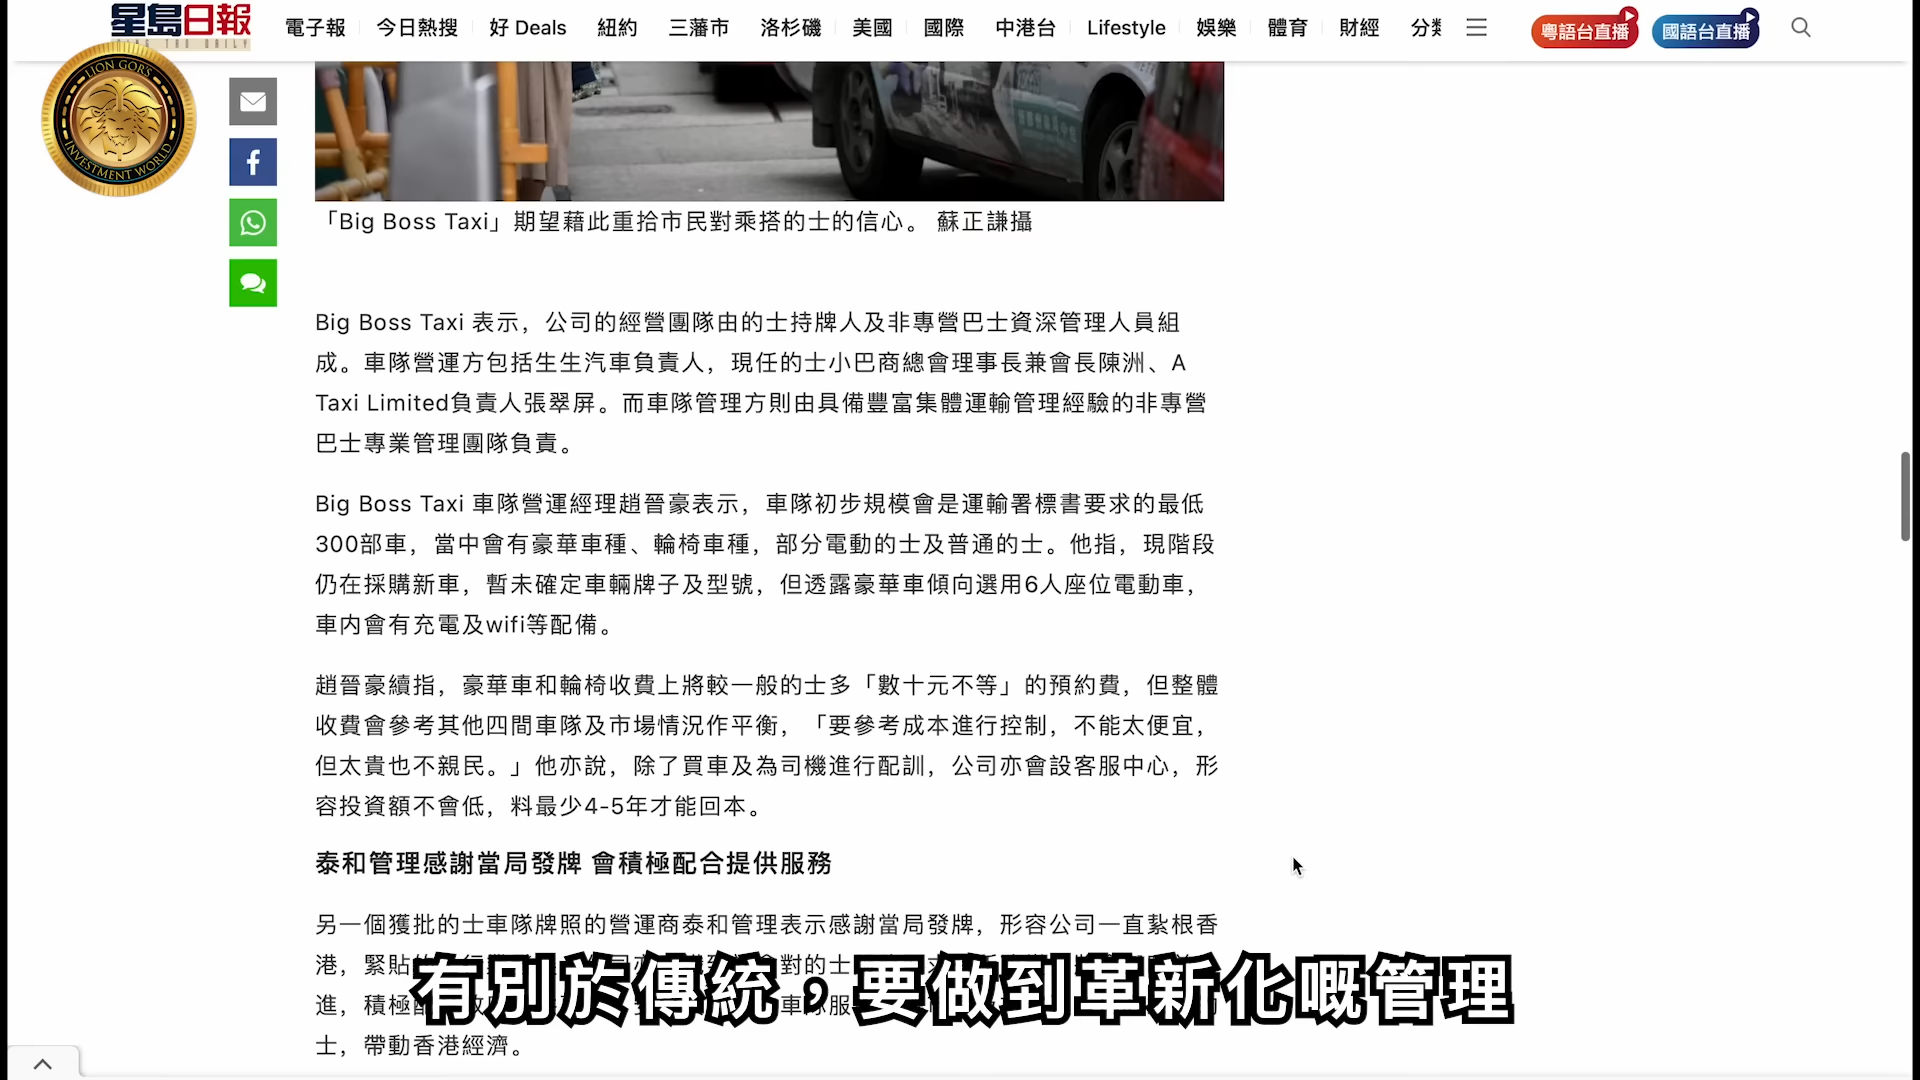 星島日報
SING TAO DAILY
電子報 今日熱搜 好 Deals 紐約 三藩市 洛杉磯 美國 國際 中港台 Lifestyle 娛樂 體育 財經 分類
粵語台直播 國語台直播
LION GOR'S
INVESTMENT WORLD
「Big Boss Taxi」期望藉此重拾市民對乘搭的士的信心。 蘇正謙攝
Big Boss Taxi 表示，公司的經營團隊由的士持牌人及非專營巴士資深管理人員組
成。車隊營運方包括生生汽車負責人，現任的士小巴商總會理事長兼會長陳洲、A
Taxi Limited負責人張翠屏。而車隊管理方則由具備豐富集體運輸管理經驗的非專營
巴士專業管理團隊負責。
Big Boss Taxi 車隊營運經理趙晉豪表示，車隊初步規模會是運輸署標書要求的最低
300部車，當中會有豪華車種、輪椅車種，部分電動的士及普通的士。他指，現階段
仍在採購新車，暫未確定車輛牌子及型號，但透露豪華車傾向選用6人座位電動車，
車内會有充電及wifi等配備。
趙晉豪續指，豪華車和輪椅收費上將較一般的士多「數十元不等」的預約費，但整體
收費會參考其他四間車隊及市場情況作平衡，「要參考成本進行控制，不能太便宜，
但太貴也不親民。」他亦說，除了買車及為司機進行配訓，公司亦會設客服中心，形
容投資額不會低，料最少4-5年才能回本。
泰和管理感謝當局發牌 會積極配合提供服務
另一個獲批的士車隊牌照的營運商泰和管理表示感謝當局發牌，形容公司一直紮根香
港，緊貼
進，積極
士，帶動香港經濟。
有別於傳統，要做到革新化嘅管理